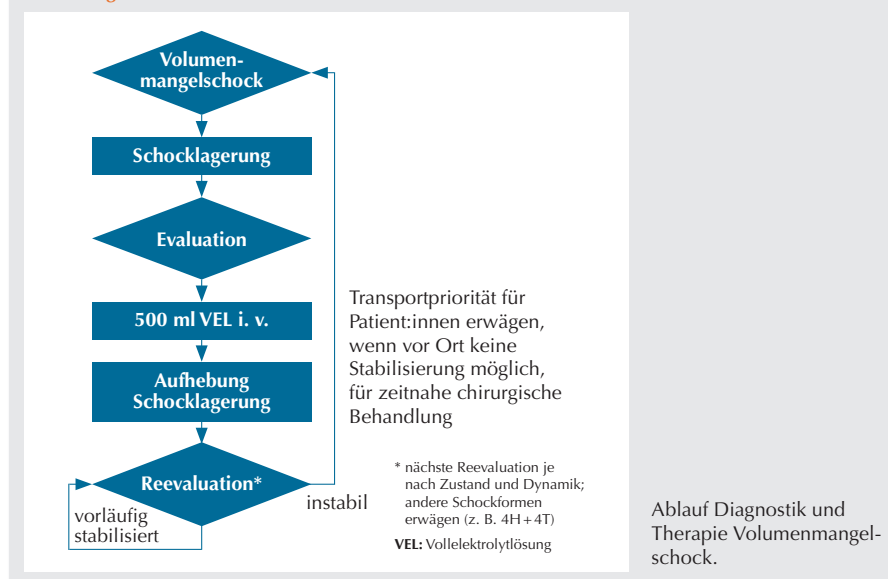 Volumen-
mangelschock
Schocklagerung
Evaluation
500 ml VEL i. v.
Aufhebung
Schocklagerung
Reevaluation*
vorläufig
stabilisiert
instabil
Transportpriorität für
Patient:innen erwägen,
wenn vor Ort keine
Stabilisierung möglich,
für zeitnahe chirurgische
Behandlung
* nächste Reevaluation je
nach Zustand und Dynamik;
andere Schockformen
erwägen (z. B. 4H + 4T)
VEL: Vollelektrolytlösung
Ablauf Diagnostik und
Therapie Volumenmangel-
schock.